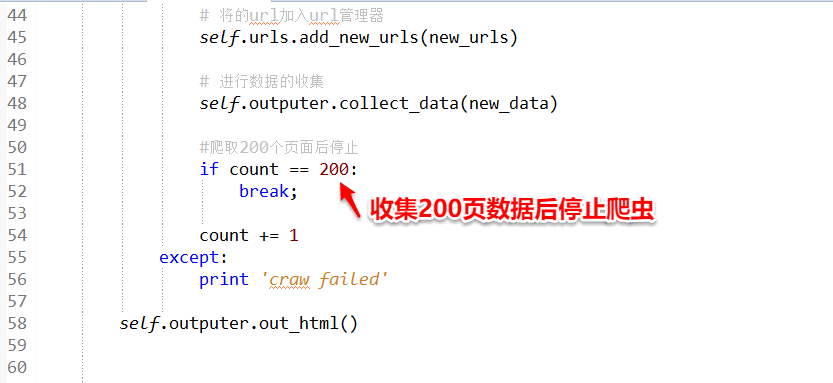 44 # 将的url加入url管理器
45 self.urls.add_new_urls(new_urls)
46
47 # 进行数据的收集
48 self.outputer.collect_data(new_data)
49
50 #爬取200个页面后停止
51 if count == 200:
52 break;
收集200页数据后停止爬虫
53
54 count += 1
55 except:
56 print 'craw failed'
57
58 self.outputer.out_html()
59
60